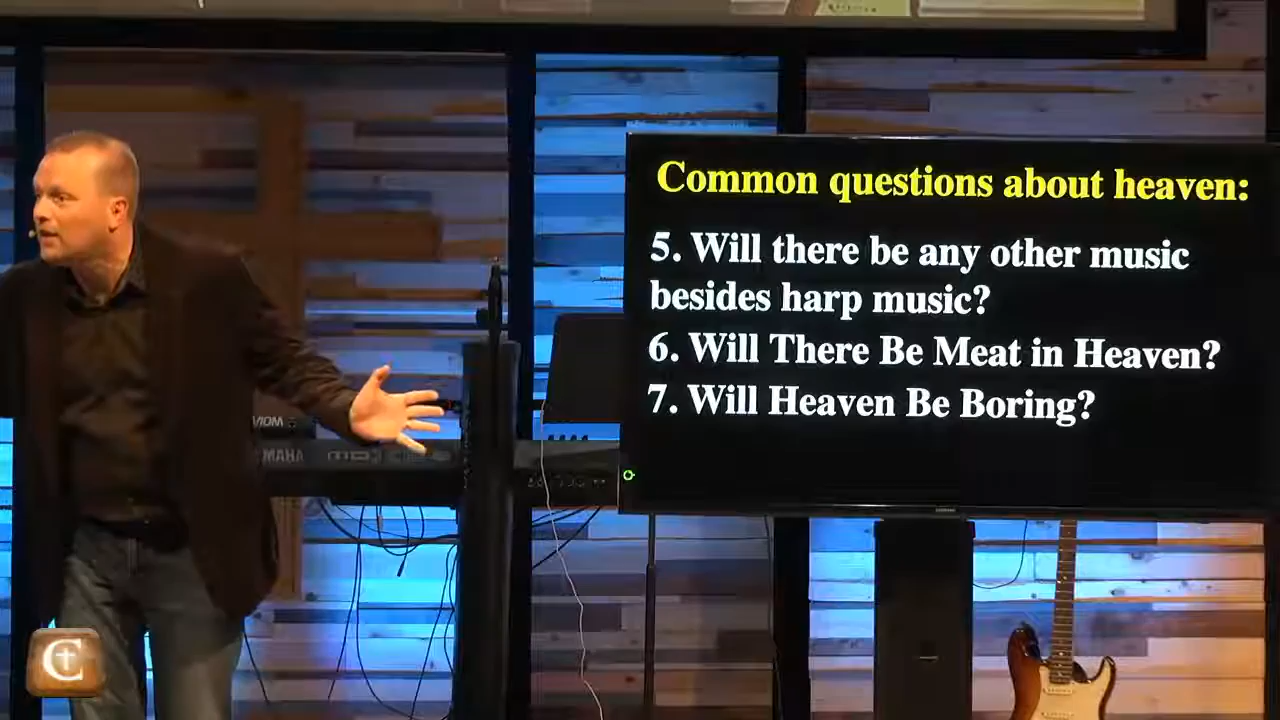 Common questions about heaven:
5. Will there be any other music
besides harp music?
6. Will There Be Meat in Heaven?
7. Will Heaven Be Boring?
C